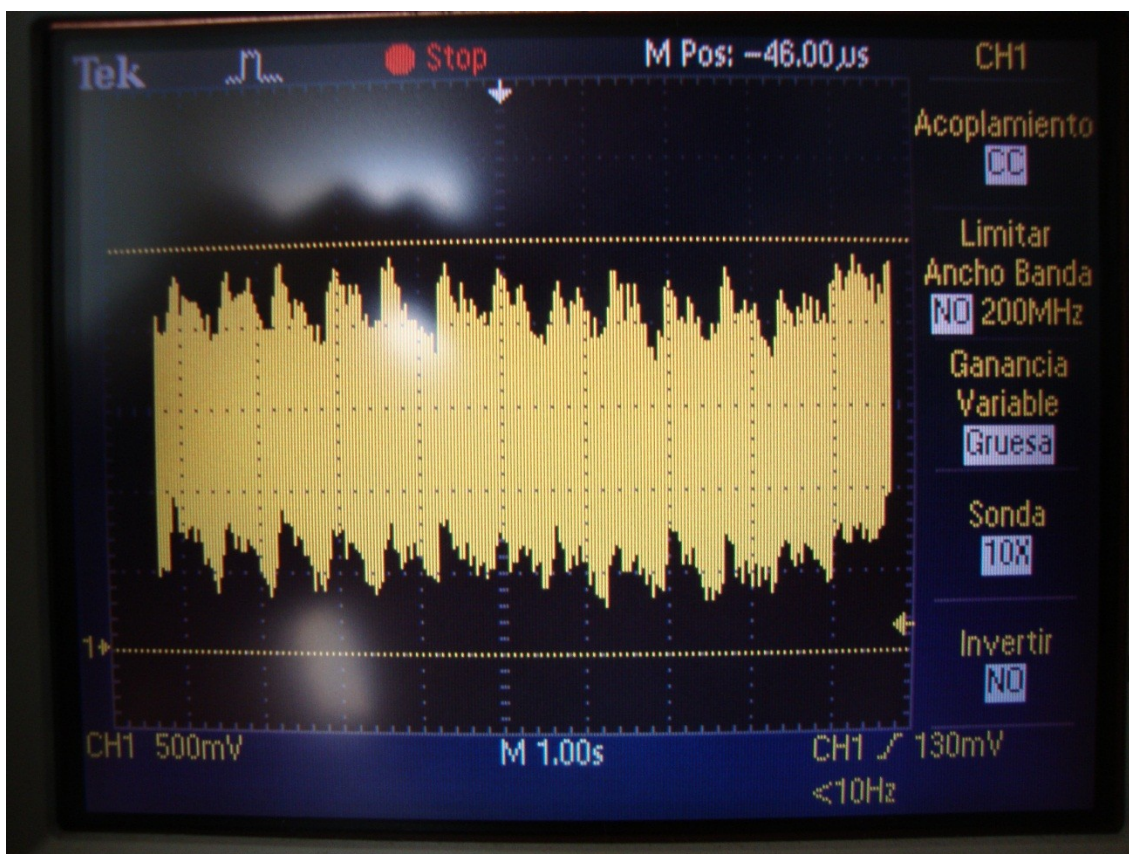 Tek Stop M Pos: -46.00µs CH1
Acoplamiento
CC
Limitar
Ancho Banda
NO 200MHz
Ganancia
Variable
Gruesa
Sonda
10X
1
Invertir
NO
CH1 500mV M 1.00s CH1 130mV
<10Hz